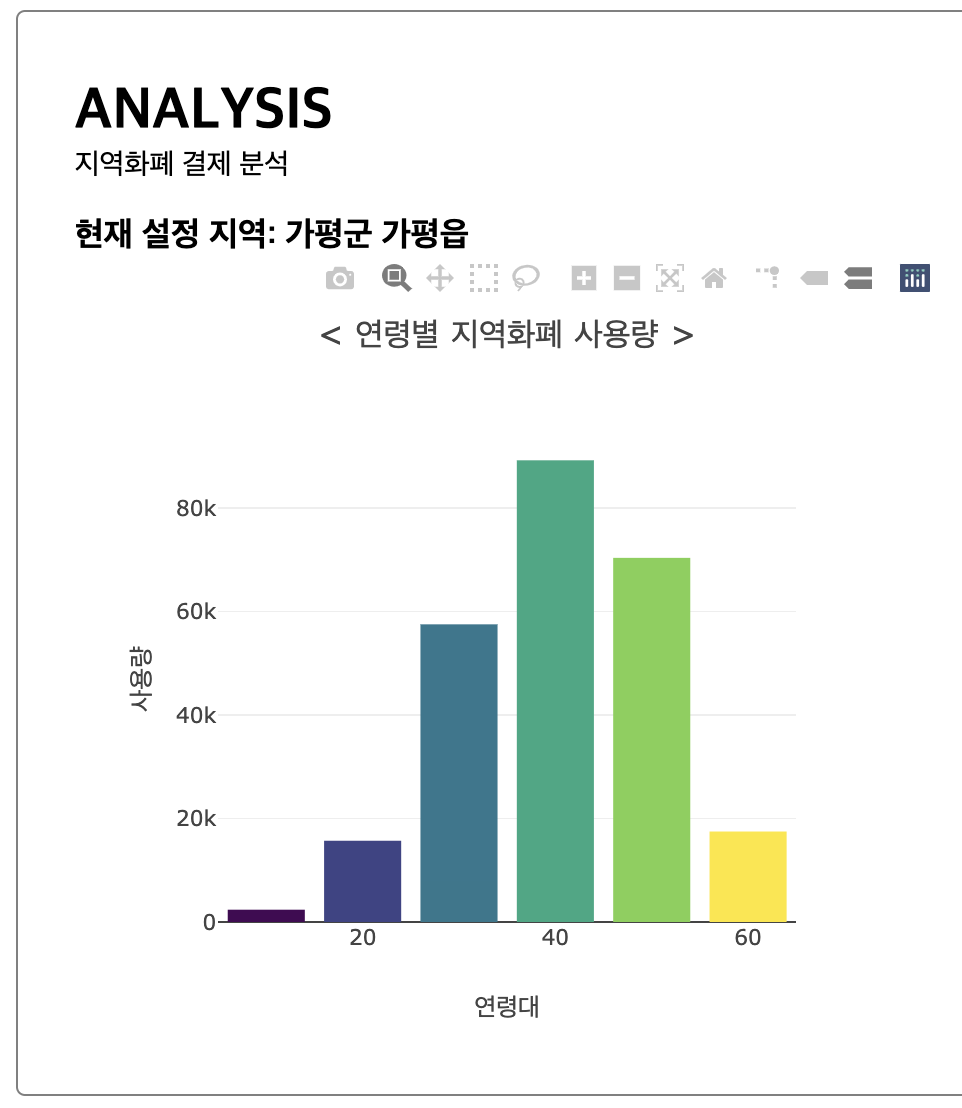 ANALYSIS
지역화폐 결제 분석
현재 설정 지역: 가평군 가평읍
< 연령별 지역화폐 사용량 >
80k
60k
사용량
40k
20k
0
20 40 60
연령대